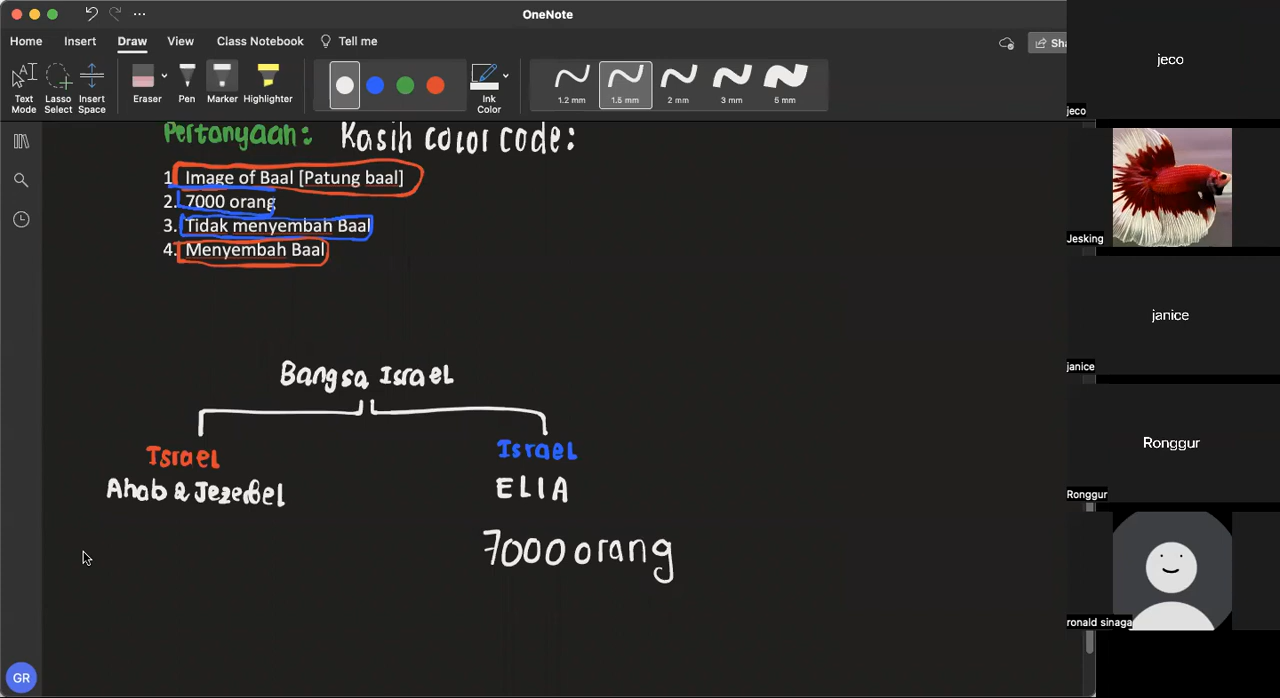 OneNote
Home Insert Draw View Class Notebook Tell me
Sha
Text Mode
Lasso Select
Insert Space
Eraser
Pen
Marker
Highlighter
Ink Color
1.2 mm
1.5 mm
2 mm
3 mm
5 mm
Pertanyaah: Kasih color code:
1. Image of Baal [Patung baal]
2. 7000 orang
3. Tidak menyembah Baal
4. Menyembah Baal
Bangsa Israel
Israel
Ahab & Jezebel
Israel
ELIA
7000 orang
GR
jeco
jeco
Jesking
janice
janice
Ronggur
Ronggur
ronald sinaga